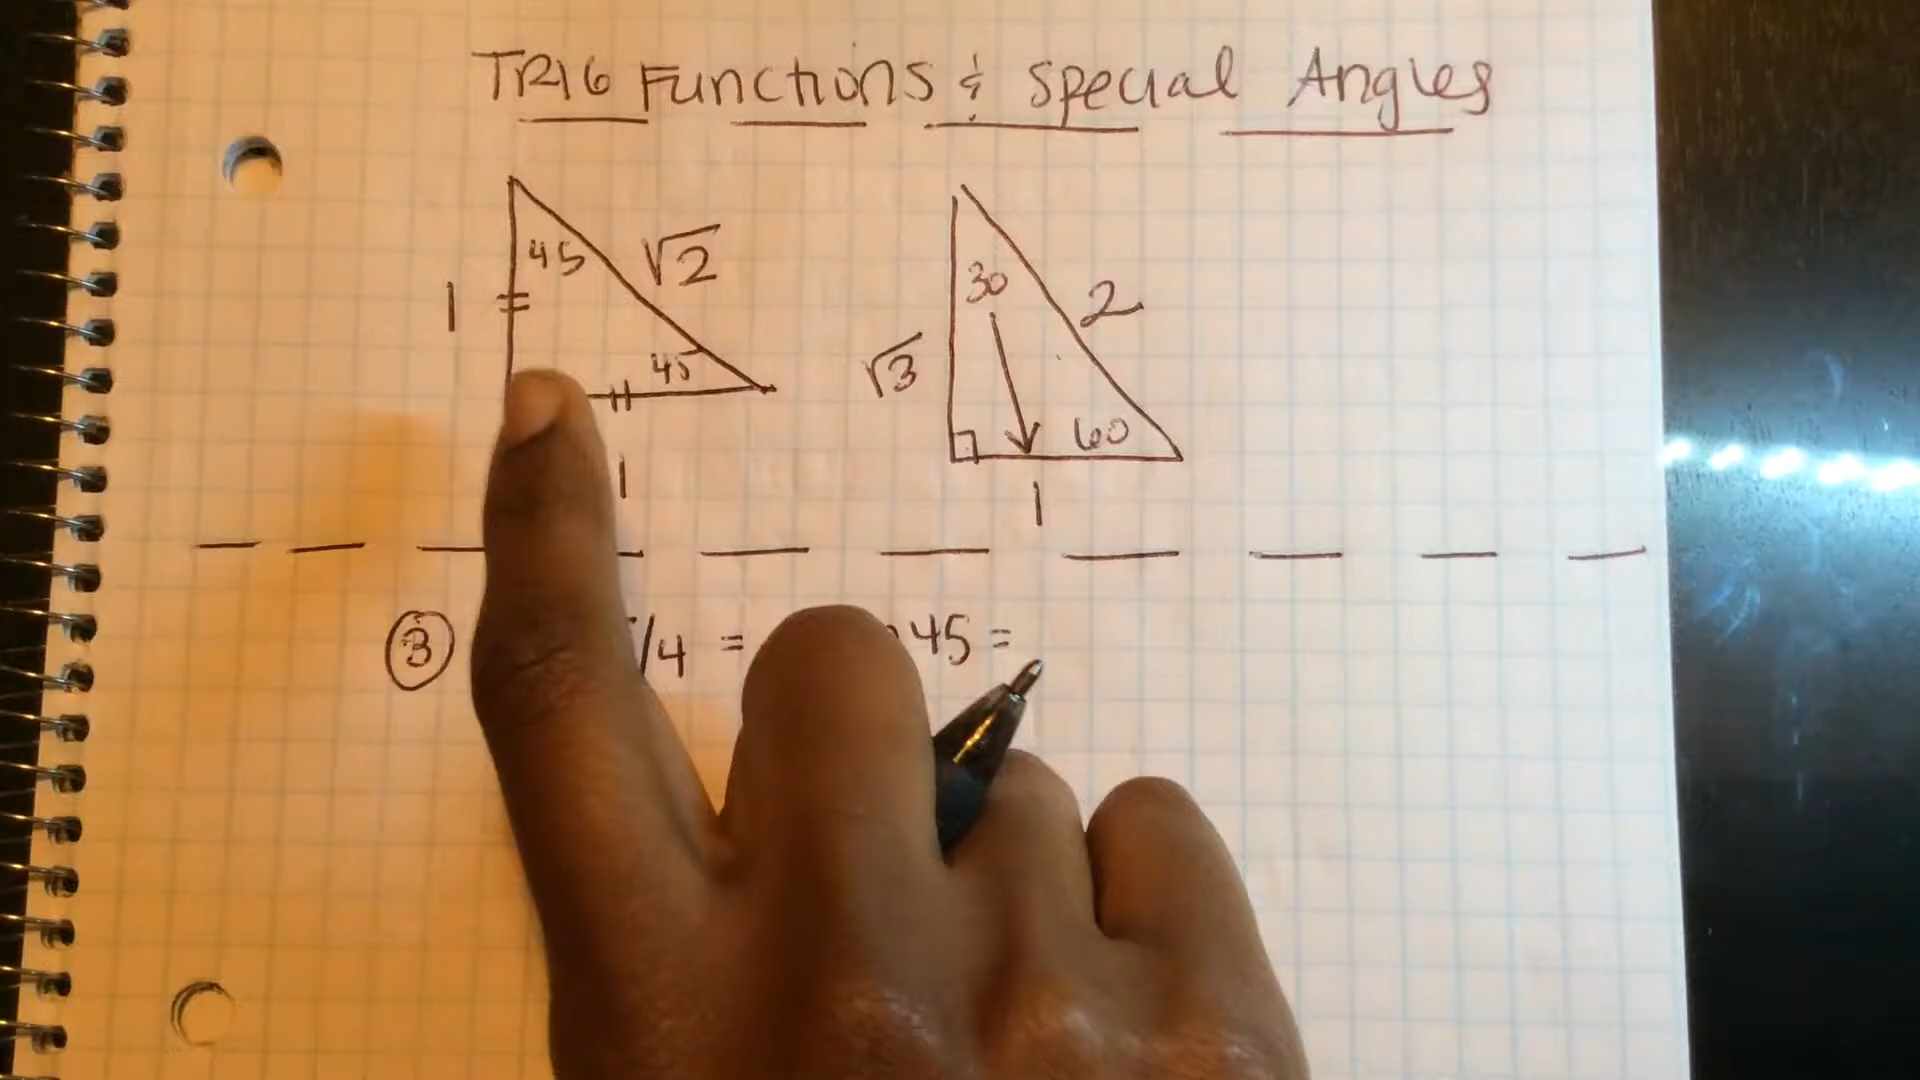 TRIG Functions & Special Angles
45 √2 30 2
1 45 √3 60
1 1
③ /4 = 45 =